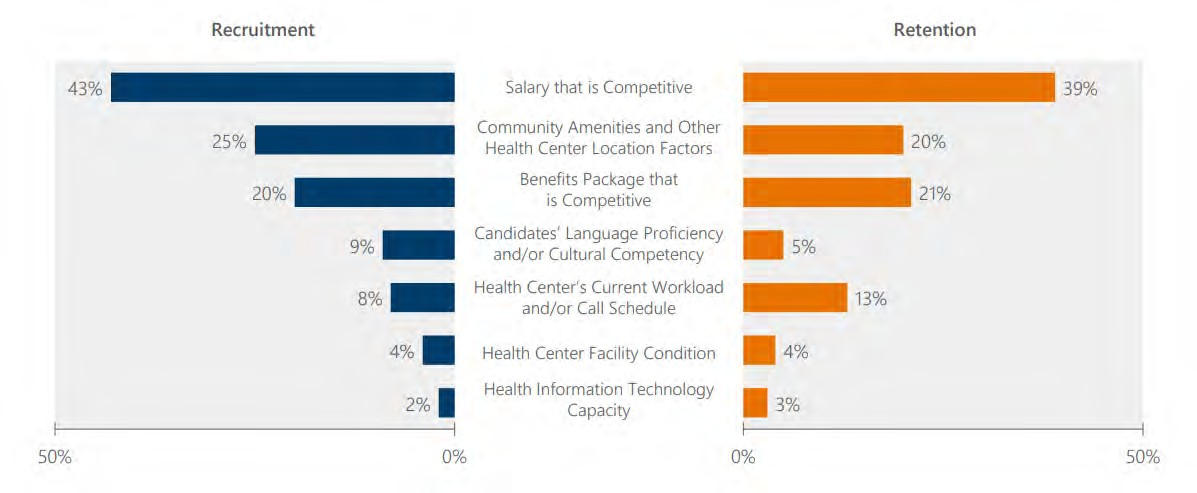 Recruitment
Retention
43%
Salary that is Competitive
39%
25%
Community Amenities and Other
Health Center Location Factors
20%
20%
Benefits Package that
is Competitive
21%
9%
Candidates’ Language Proficiency
and/or Cultural Competency
5%
8%
Health Center’s Current Workload
and/or Call Schedule
13%
4%
Health Center Facility Condition
4%
2%
Health Information Technology
Capacity
3%
50%
0%
0%
50%